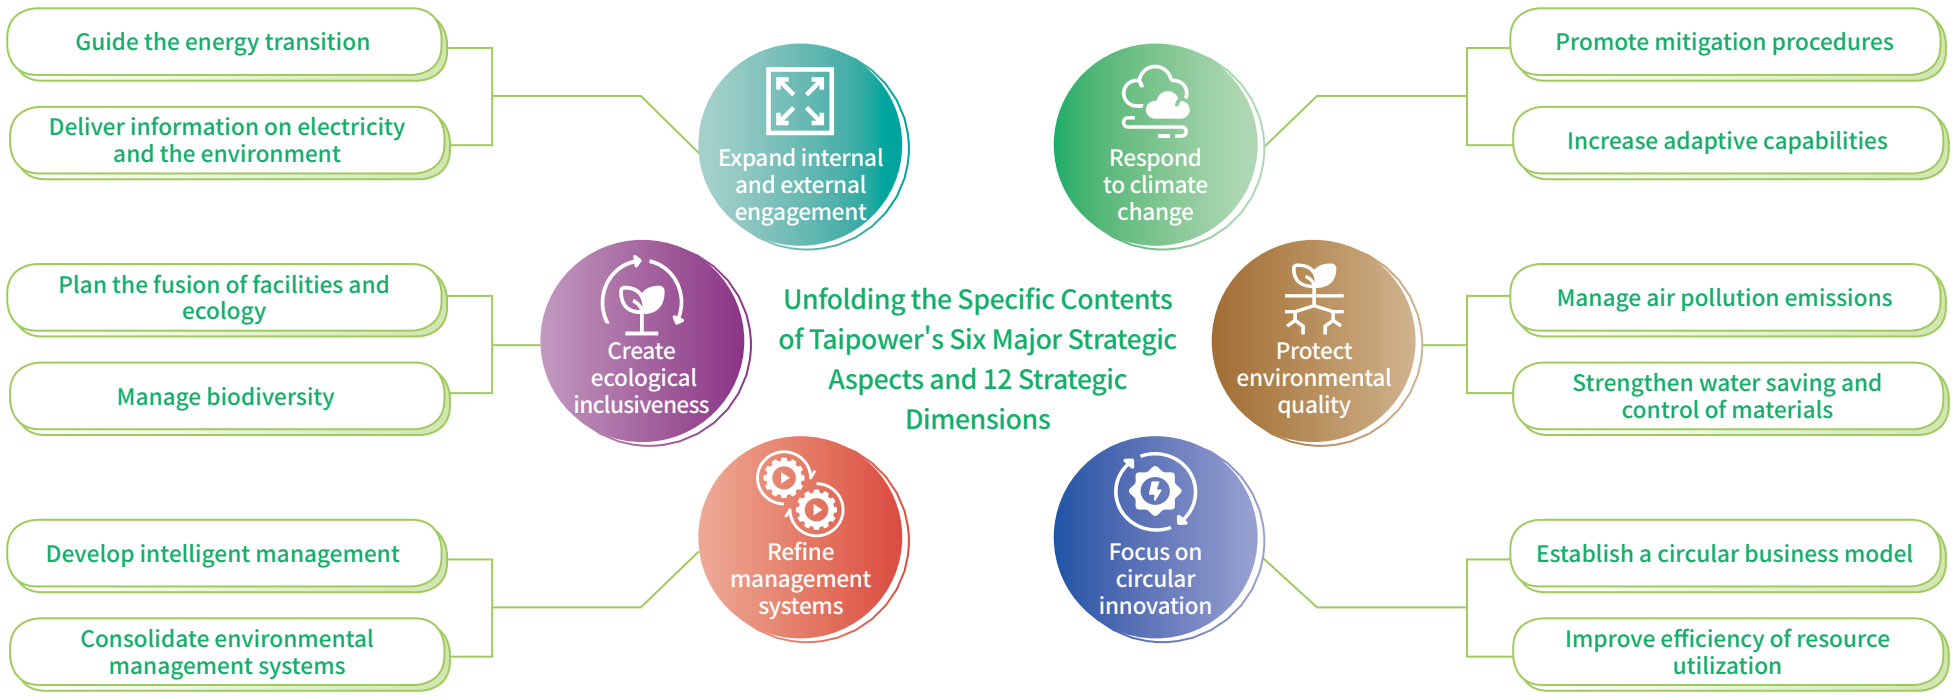 Guide the energy transition
Deliver information on electricity
and the environment
Expand internal
and external
engagement
Respond
to climate
change
Promote mitigation procedures
Increase adaptive capabilities
Plan the fusion of facilities and
ecology
Manage biodiversity
Create
ecological
inclusiveness
Unfolding the Specific Contents
of Taipower's Six Major Strategic
Aspects and 12 Strategic
Dimensions
Protect
environmental
quality
Manage air pollution emissions
Strengthen water saving and
control of materials
Develop intelligent management
Consolidate environmental
management systems
Refine
management
systems
Focus on
circular
innovation
Establish a circular business model
Improve efficiency of resource
utilization